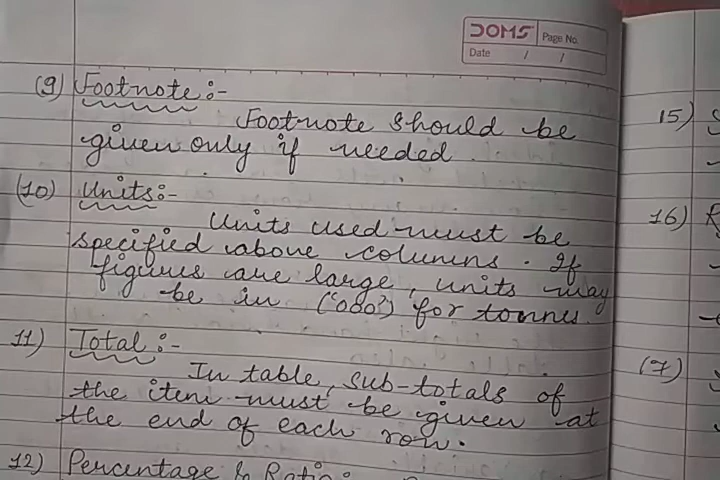 DOMS Page No.
Date / /
(9) Footnote :-
Footnote should be
given only if needed.
(10) Units :-
Units used must be
specified above columns. If
figures are large, units may
be in ('000') for tonnes.
11) Total :-
In table, sub-totals of
the item must be given at
the end of each row.
12) Percentage & Ratio :-
15)
16)
(7)